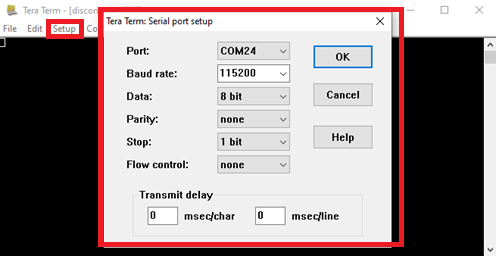 Tera Term - [discon
File Edit Setup Co
Tera Term: Serial port setup
Port: COM24 OK
Baud rate: 115200
Data: 8 bit Cancel
Parity: none
Stop: 1 bit Help
Flow control: none
Transmit delay
0 msec/char 0 msec/line